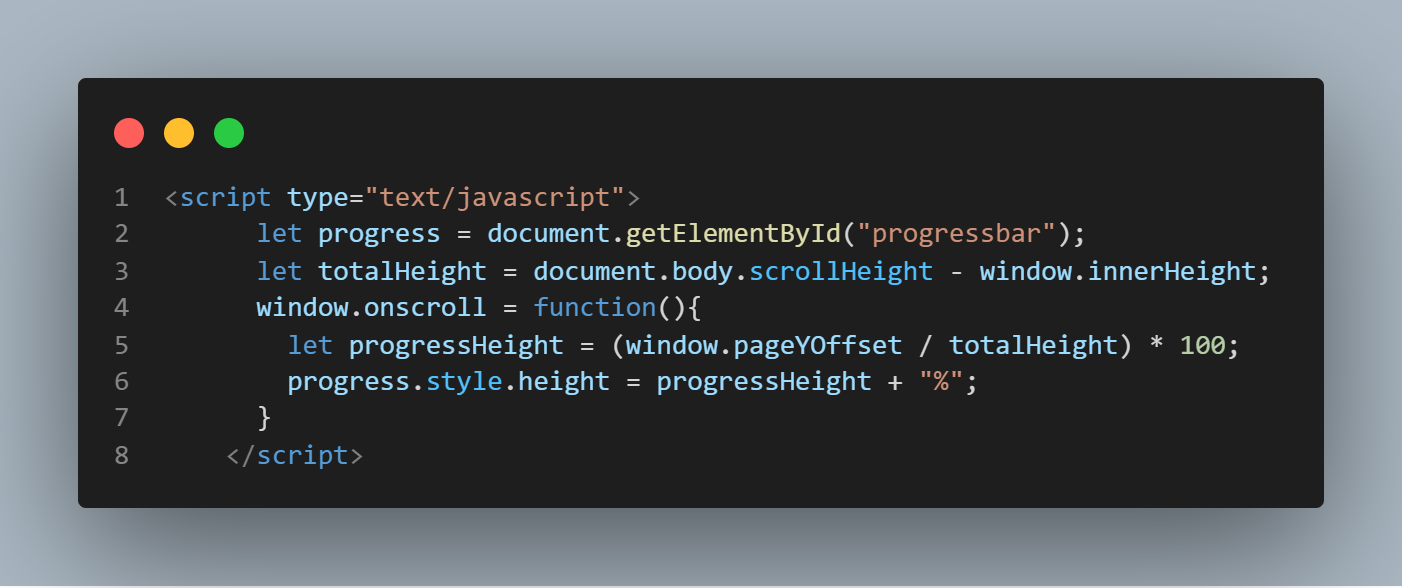 1 <script type="text/javascript">
2 let progress = document.getElementById("progressbar");
3 let totalHeight = document.body.scrollHeight - window.innerHeight;
4 window.onscroll = function(){
5 let progressHeight = (window.pageYOffset / totalHeight) * 100;
6 progress.style.height = progressHeight + "%";
7 }
8 </script>